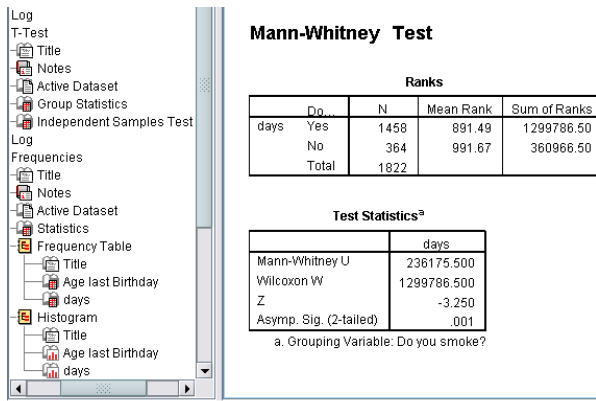 Log
T-Test
Title
Notes
Active Dataset
Group Statistics
Independent Samples Test
Log
Frequencies
Title
Notes
Active Dataset
Statistics
Frequency Table
Title
Age last Birthday
days
Histogram
Title
Age last Birthday
days
Mann-Whitney Test
Ranks
Do... N Mean Rank Sum of Ranks
days Yes 1458 891.49 1299786.50
No 364 991.67 360966.50
Total 1822
Test Statisticsa
days
Mann-Whitney U 236175.500
Wilcoxon W 1299786.500
Z -3.250
Asymp. Sig. (2-tailed) .001
a. Grouping Variable: Do you smoke?